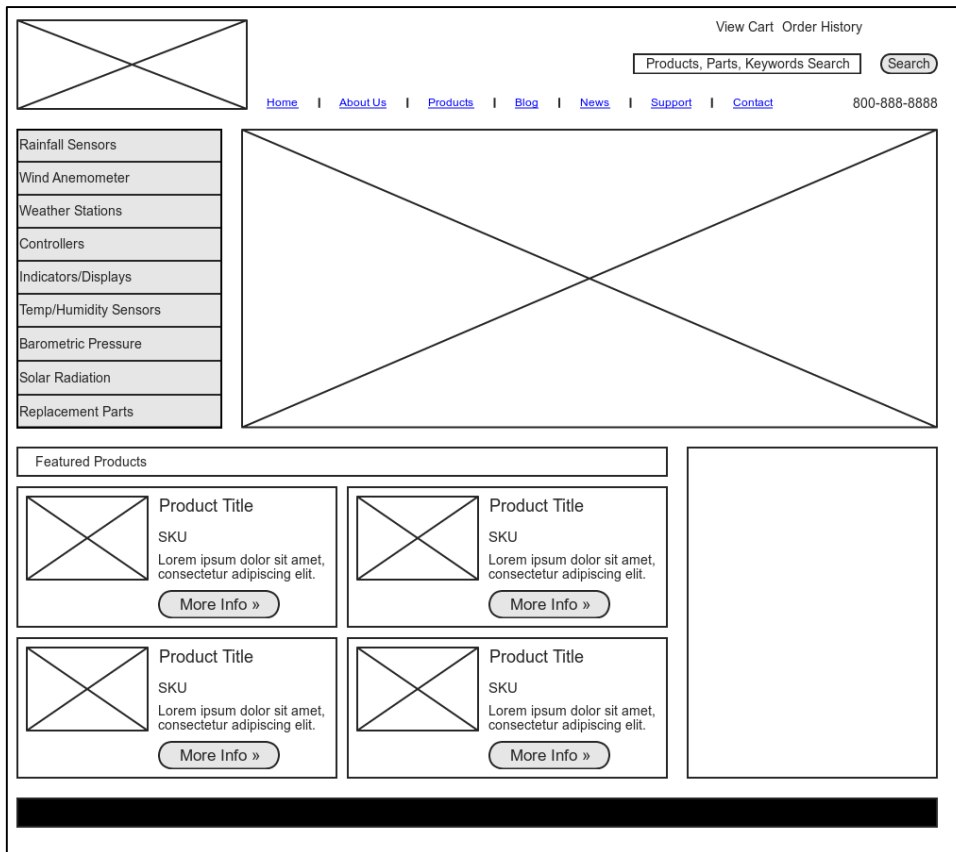 View Cart Order History
Products, Parts, Keywords Search Search
Home I About Us I Products I Blog I News I Support I Contact 800-888-8888
Rainfall Sensors
Wind Anemometer
Weather Stations
Controllers
Indicators/Displays
Temp/Humidity Sensors
Barometric Pressure
Solar Radiation
Replacement Parts
Featured Products
Product Title
SKU
Lorem ipsum dolor sit amet,
consectetur adipiscing elit.
More Info »
Product Title
SKU
Lorem ipsum dolor sit amet,
consectetur adipiscing elit.
More Info »
Product Title
SKU
Lorem ipsum dolor sit amet,
consectetur adipiscing elit.
More Info »
Product Title
SKU
Lorem ipsum dolor sit amet,
consectetur adipiscing elit.
More Info »